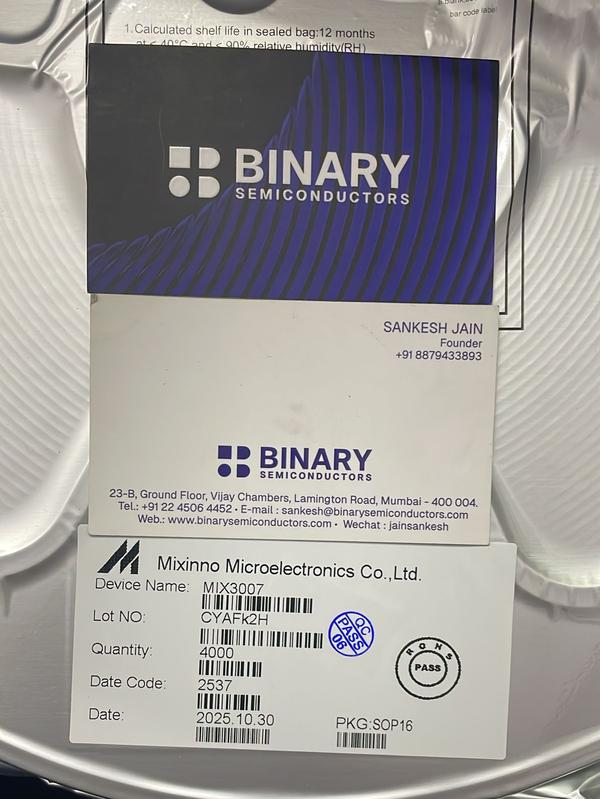 bar code label
1. Calculated shelf life in sealed bag:12 months
at < 40°C and < 90% relative humidity(RH)
BINARY
SEMICONDUCTORS
SANKESH JAIN
Founder
+91 8879433893
BINARY
SEMICONDUCTORS
23-B, Ground Floor, Vijay Chambers, Lamington Road, Mumbai - 400 004.
Tel.: +91 22 4506 4452 • E-mail : sankesh@binarysemiconductors.com
Web.: www.binarysemiconductors.com • Wechat : jainsankesh
Mixinno Microelectronics Co.,Ltd.
Device Name: MIX3007
Lot NO: CYAFk2H
Quantity: 4000
Date Code: 2537
Date: 2025.10.30
PKG:SOP16
QC
PASS
06
ROHS
PASS